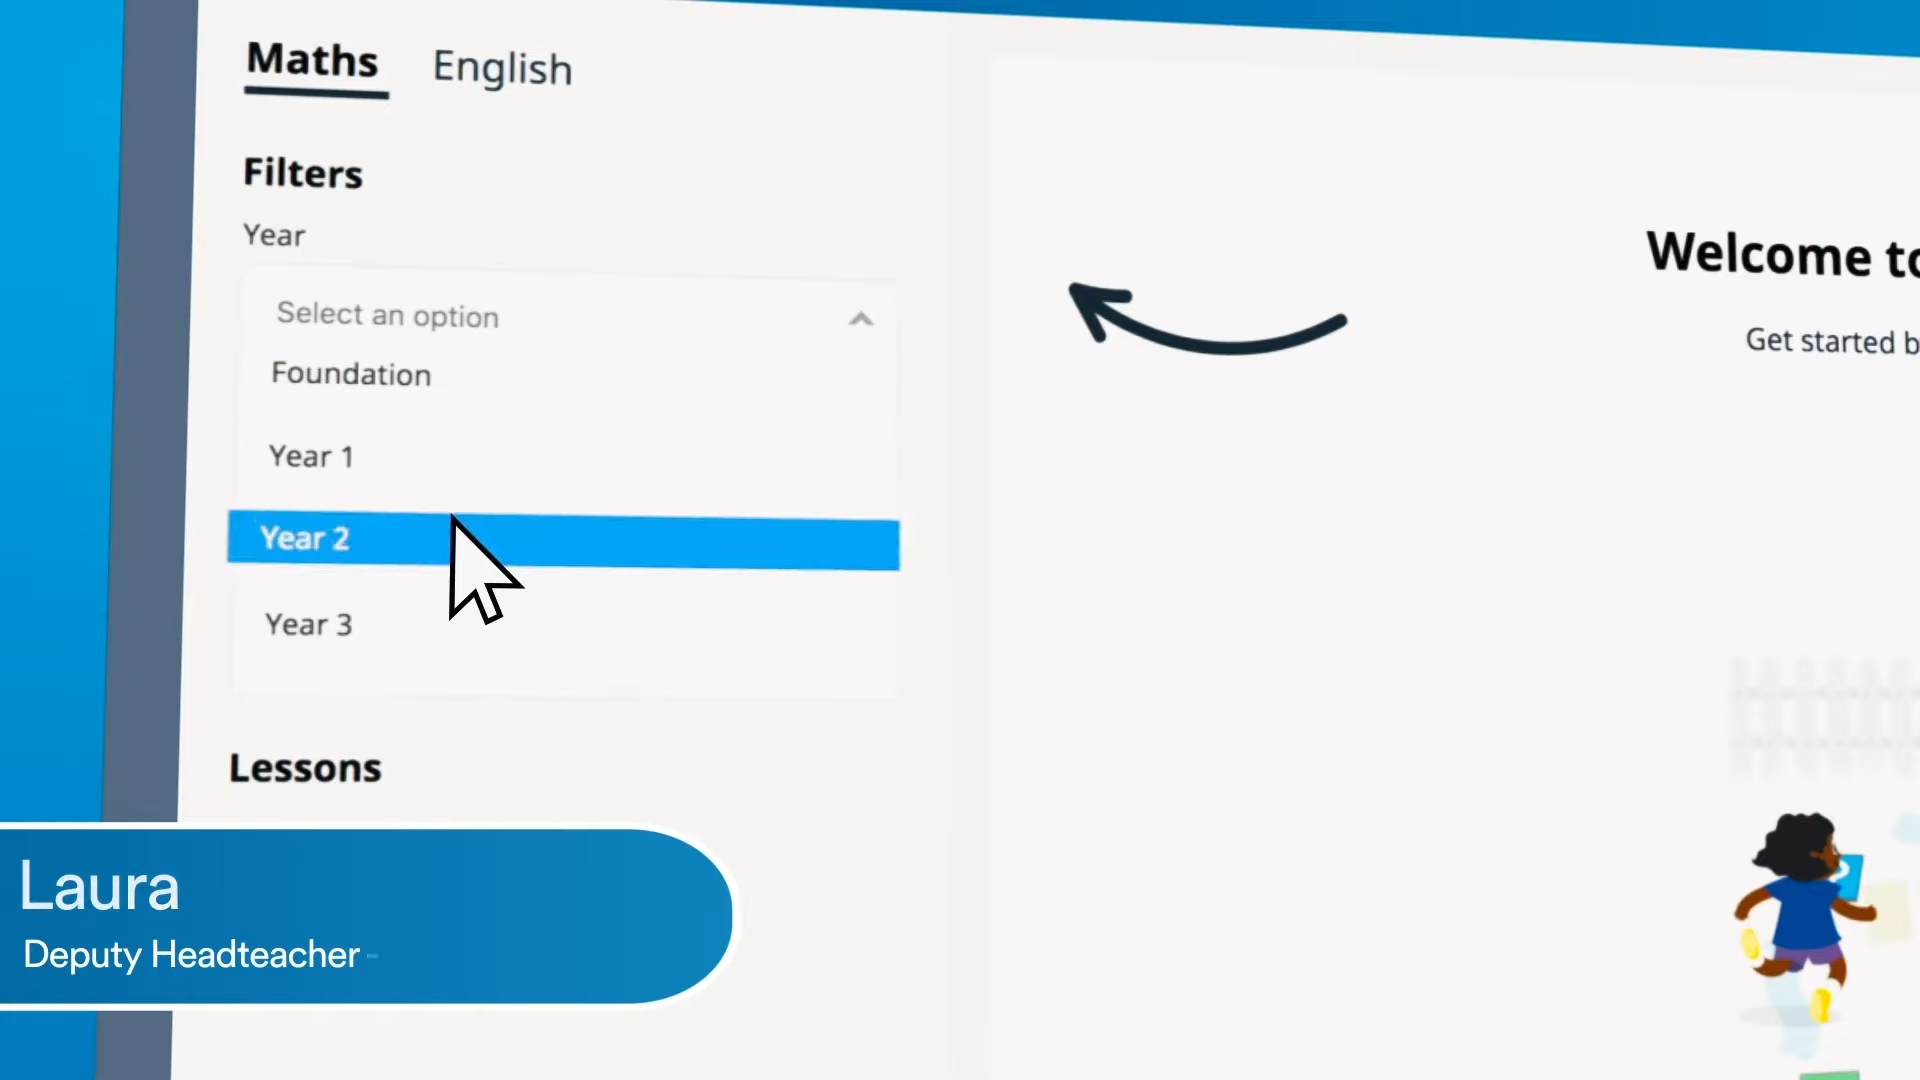 Maths English
Filters
Year
Select an option
Foundation
Year 1
Year 2
Year 3
Lessons
Welcome to
Get started b
Laura
Deputy Headteacher -